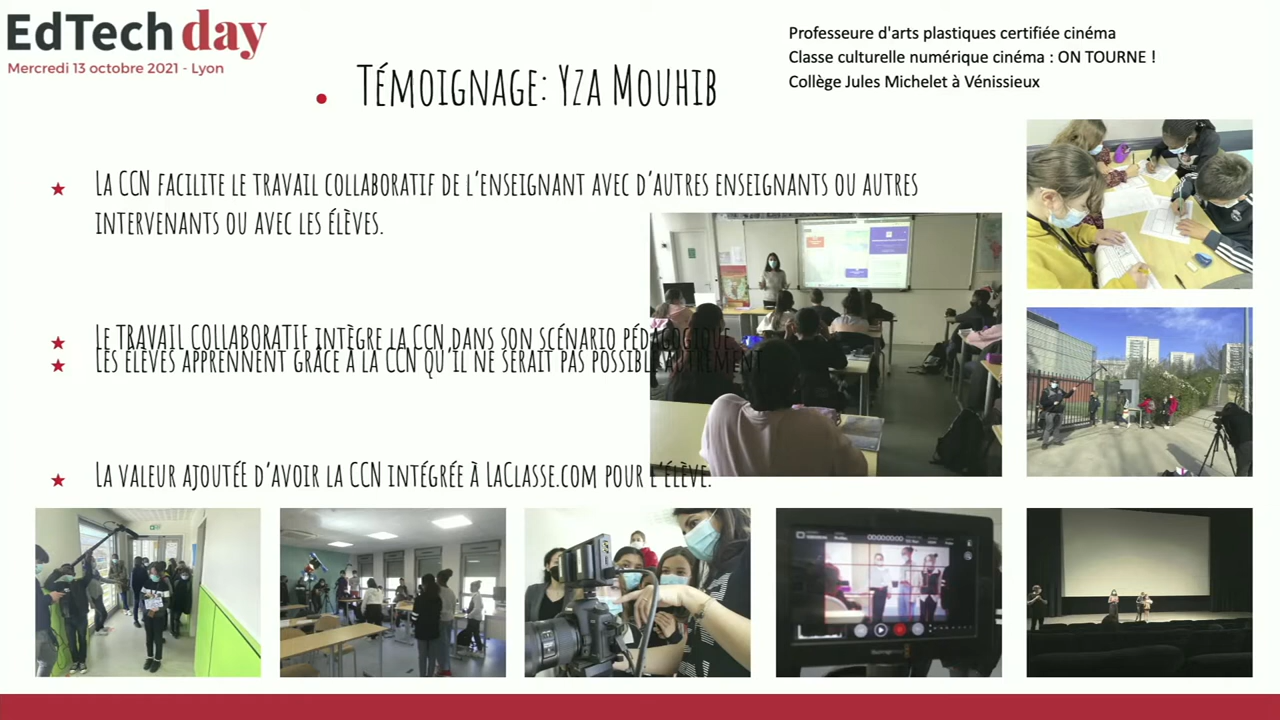 EdTech day
Mercredi 13 octobre 2021 - Lyon
Professeure d'arts plastiques certifiée cinéma
Classe culturelle numérique cinéma : ON TOURNE !
Collège Jules Michelet à Vénissieux
TÉMOIGNAGE: YZA MOUHIB
LA CCN FACILITE LE TRAVAIL COLLABORATIF DE L'ENSEIGNANT AVEC D'AUTRES ENSEIGNANTS OU AUTRES
INTERVENANTS OU AVEC LES ÉLÈVES.
LE TRAVAIL COLLABORATIF INTÈGRE LA CCN DANS SON SCÉNARIO PÉDAGOGIQUE
LES ÉLÈVES APPRENNENT GRÂCE À LA CCN QU'IL NE SERAIT PAS POSSIBLE AUTREMENT
LA VALEUR AJOUTÉE D'AVOIR LA CCN INTÉGRÉE À LACLASSE.COM POUR L'ÉLÈVE.